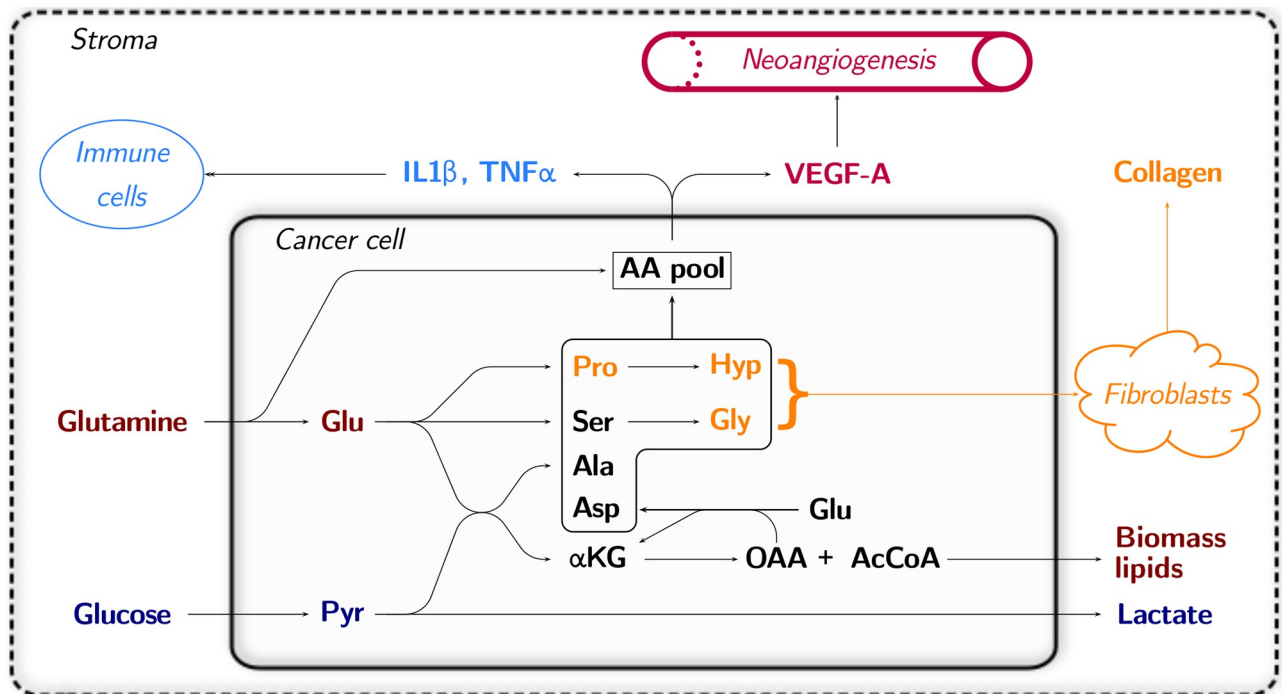 Stroma
Neoangiogenesis
Immune
cells
IL1β, TNFα
VEGF-A
Collagen
Cancer cell
AA pool
Pro
Hyp
Fibroblasts
Glutamine
Glu
Ser
Gly
}
Ala
Asp
Glu
αKG
OAA + AcCoA
Biomass
lipids
Glucose
Pyr
Lactate